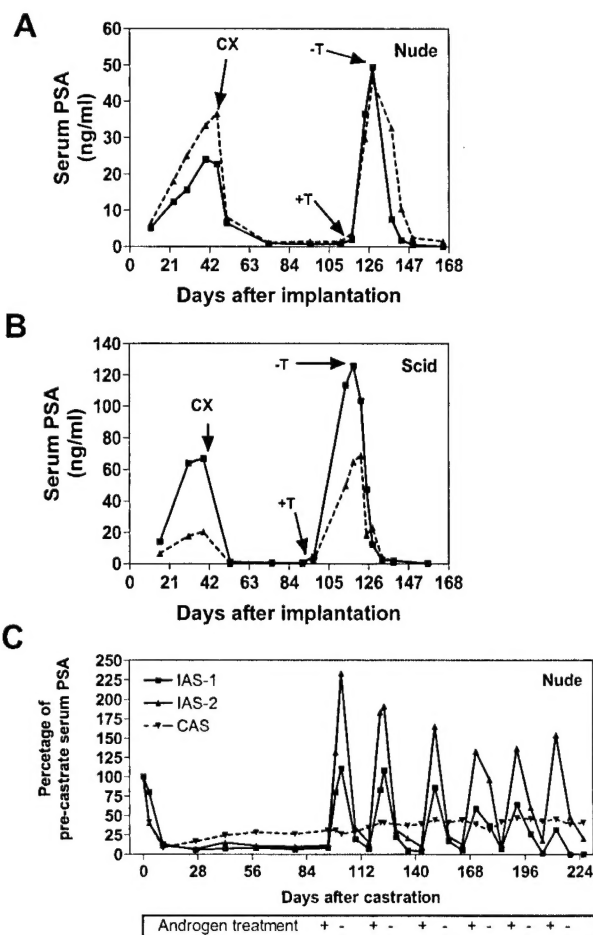 A
60
50
40
30
20
10
0
Serum PSA
(ng/ml)
CX
-T
Nude
+T
0 21 42 63 84 105 126 147 168
Days after implantation
B
140
120
100
80
60
40
20
0
Serum PSA
(ng/ml)
-T
Scid
CX
+T
0 21 42 63 84 105 126 147 168
Days after implantation
C
250
225
200
175
150
125
100
75
50
25
0
Percetage of
pre-castrate serum PSA
IAS-1
IAS-2
CAS
Nude
0 28 56 84 112 140 168 196 224
Days after castration
Androgen treatment + - + - + - + - + - + -